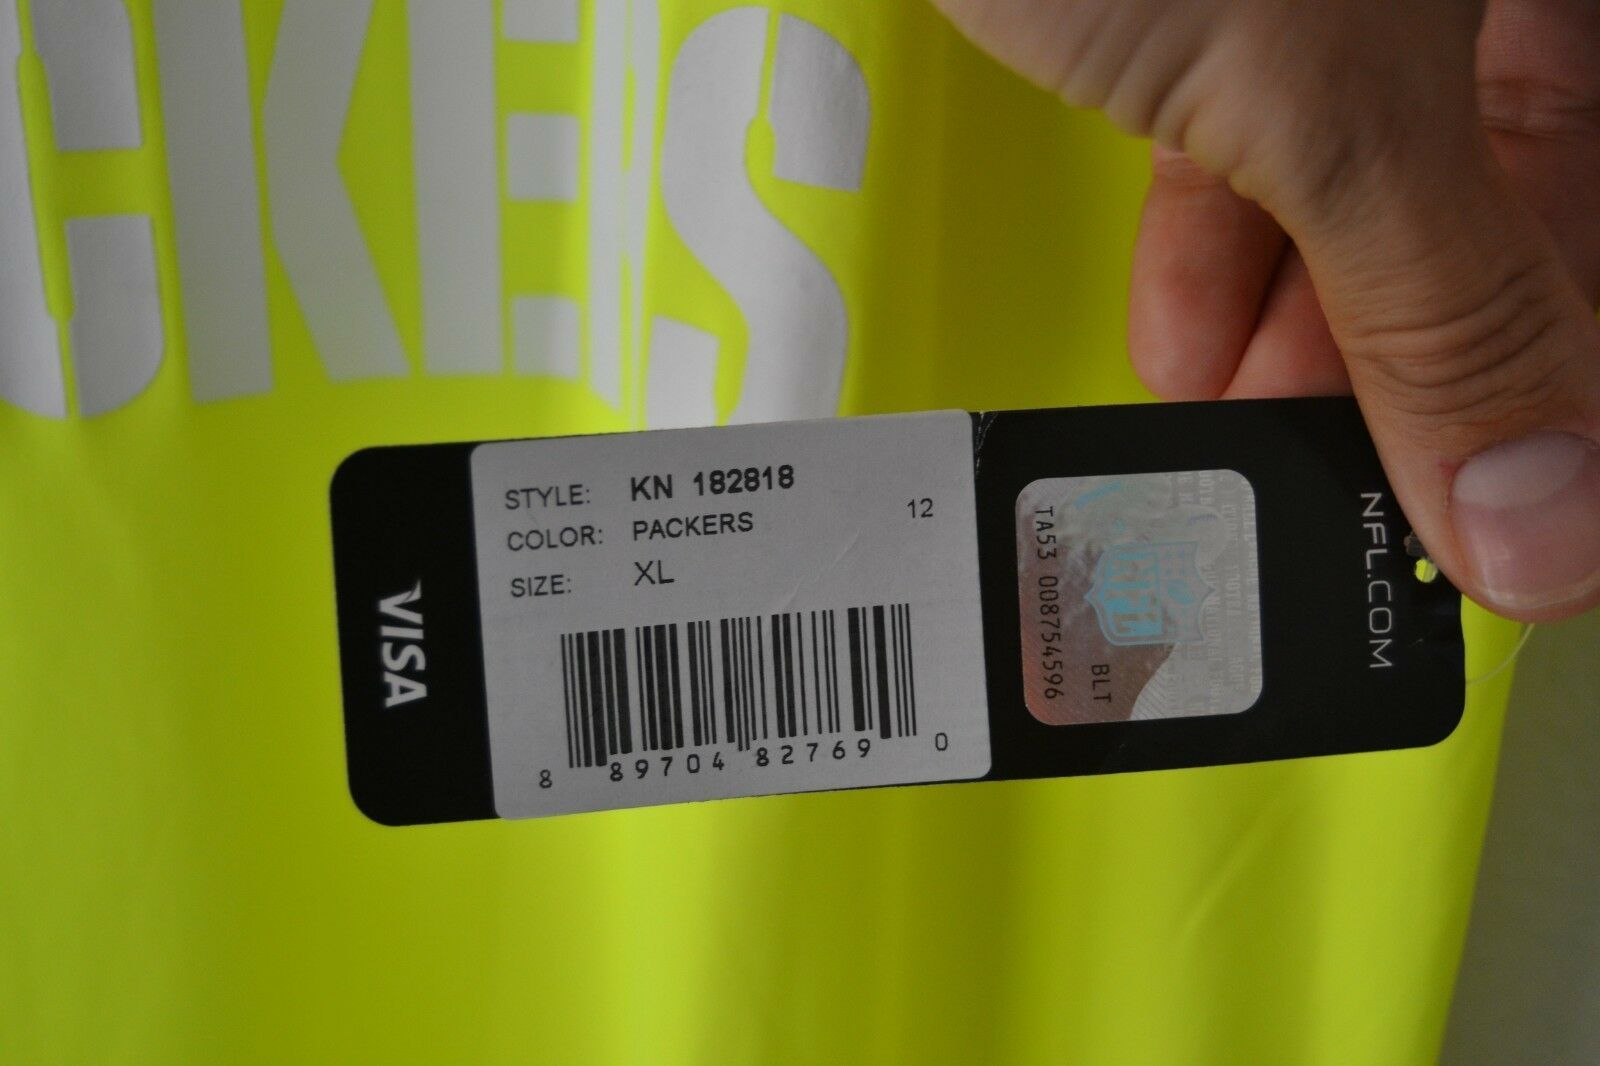 CKERS
STYLE: KN 182818
COLOR: PACKERS 12
SIZE: XL
8 89704 82769 0
VISA
TA53 008754596
BLT
NFL
NFL.COM